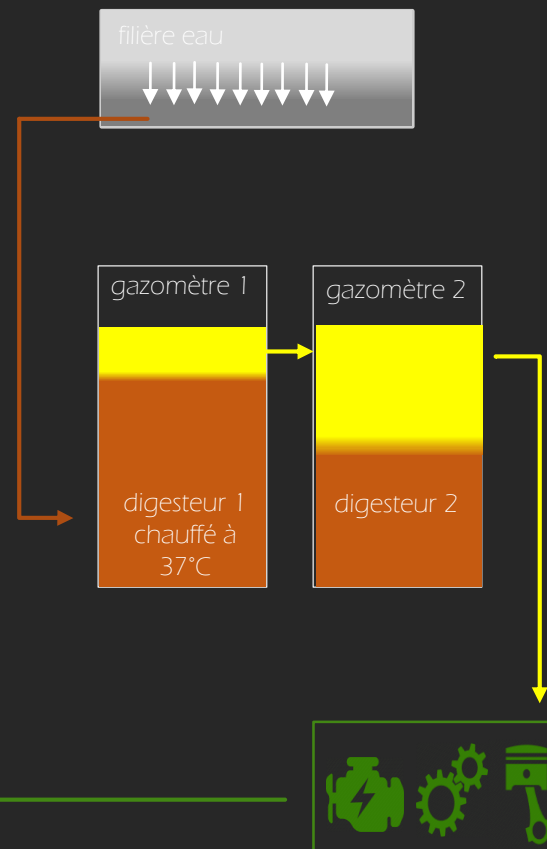 filière eau
gazomètre 1
gazomètre 2
digesteur 1
chauffé à
37°C
digesteur 2